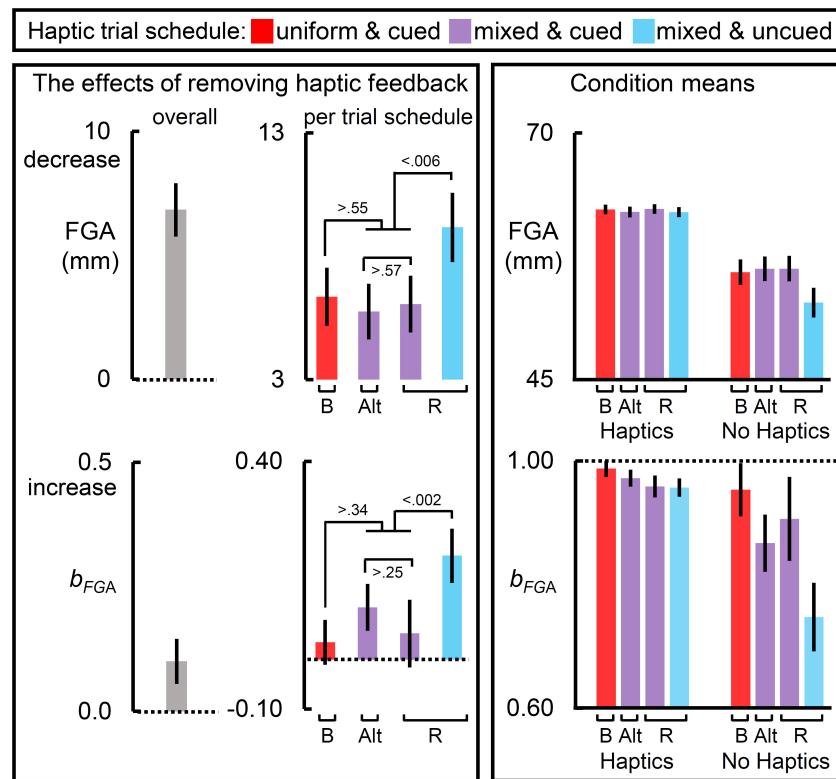 Haptic trial schedule: uniform & cued mixed & cued mixed & uncued
The effects of removing haptic feedback
overall
per trial schedule
10
decrease
FGA
(mm)
0
13
<.006
>.55
>.57
3
B
Alt
R
0.5
increase
bFGA
0.0
0.40
<.002
>.34
>.25
-0.10
B
Alt
R
Condition means
70
FGA
(mm)
45
B Alt R
B Alt R
Haptics
No Haptics
1.00
bFGA
0.60
B Alt R
B Alt R
Haptics
No Haptics